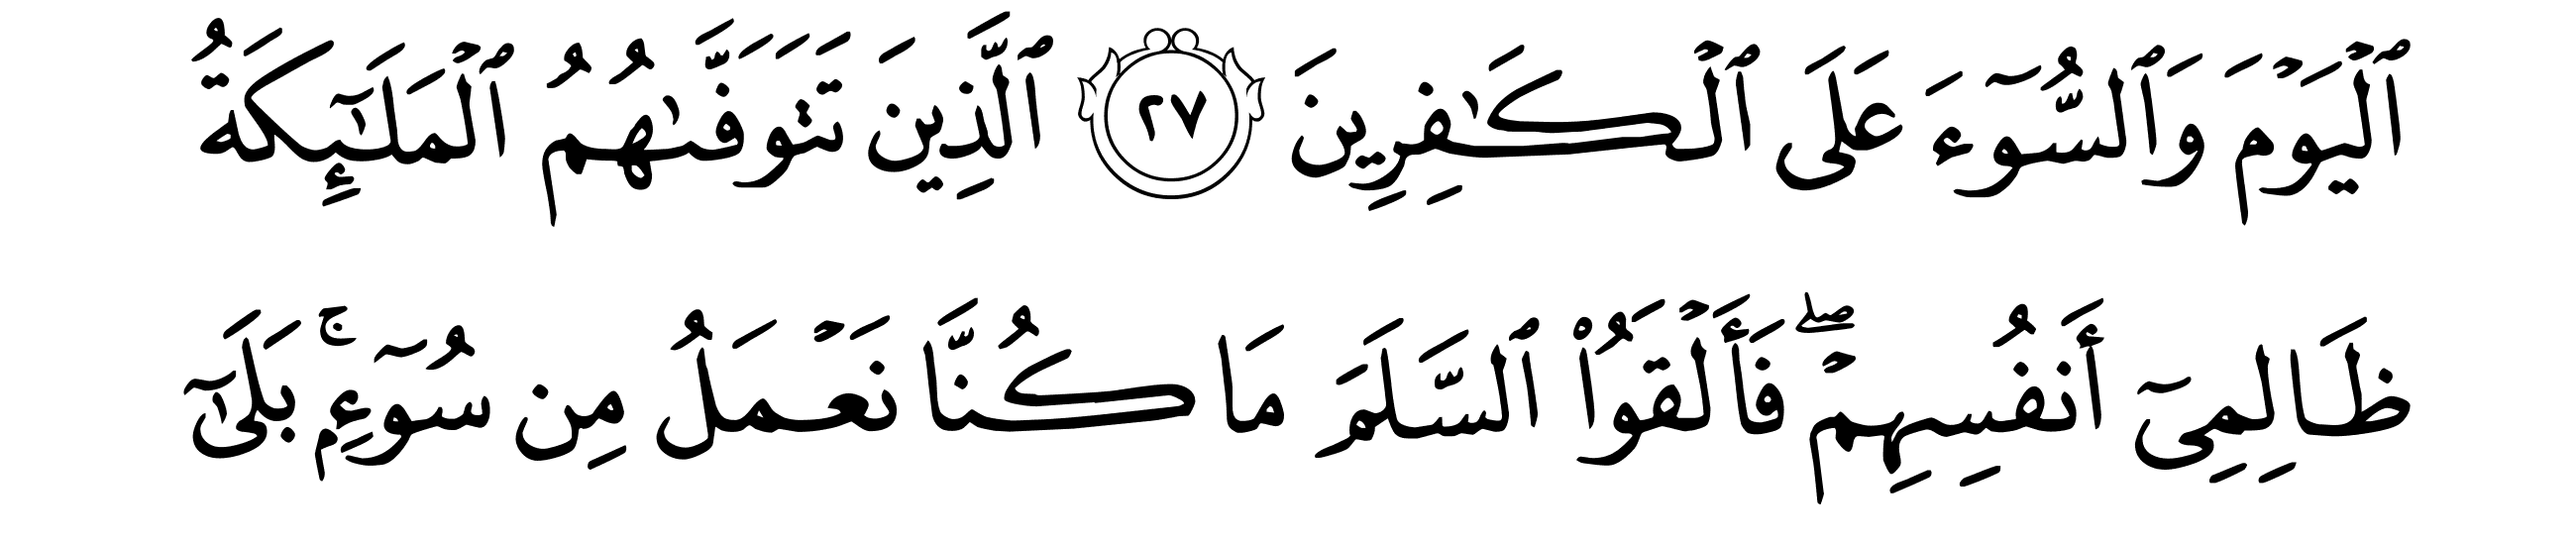 ٱلْيَوْمَ وَٱلسُّوٓءَ عَلَى ٱلْكَـٰفِرِينَ ٢٧ ٱلَّذِينَ تَتَوَفَّىٰهُمُ ٱلْمَلَـٰٓئِكَةُ
ظَالِمِىٓ أَنفُسِهِمْ ۖ فَأَلْقَوُا۟ ٱلسَّلَمَ مَا كُنَّا نَعْمَلُ مِن سُوٓءٍۭ ۚ بَلَىٰٓ